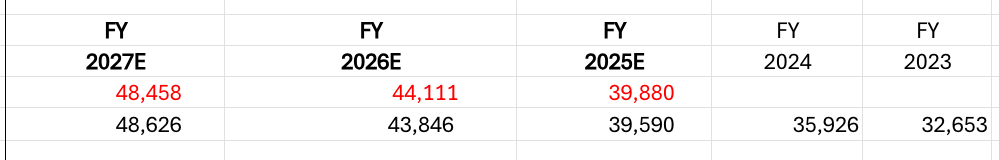 FY FY FY FY FY
2027E 2026E 2025E 2024 2023
48,458 44,111 39,880
48,626 43,846 39,590 35,926 32,653